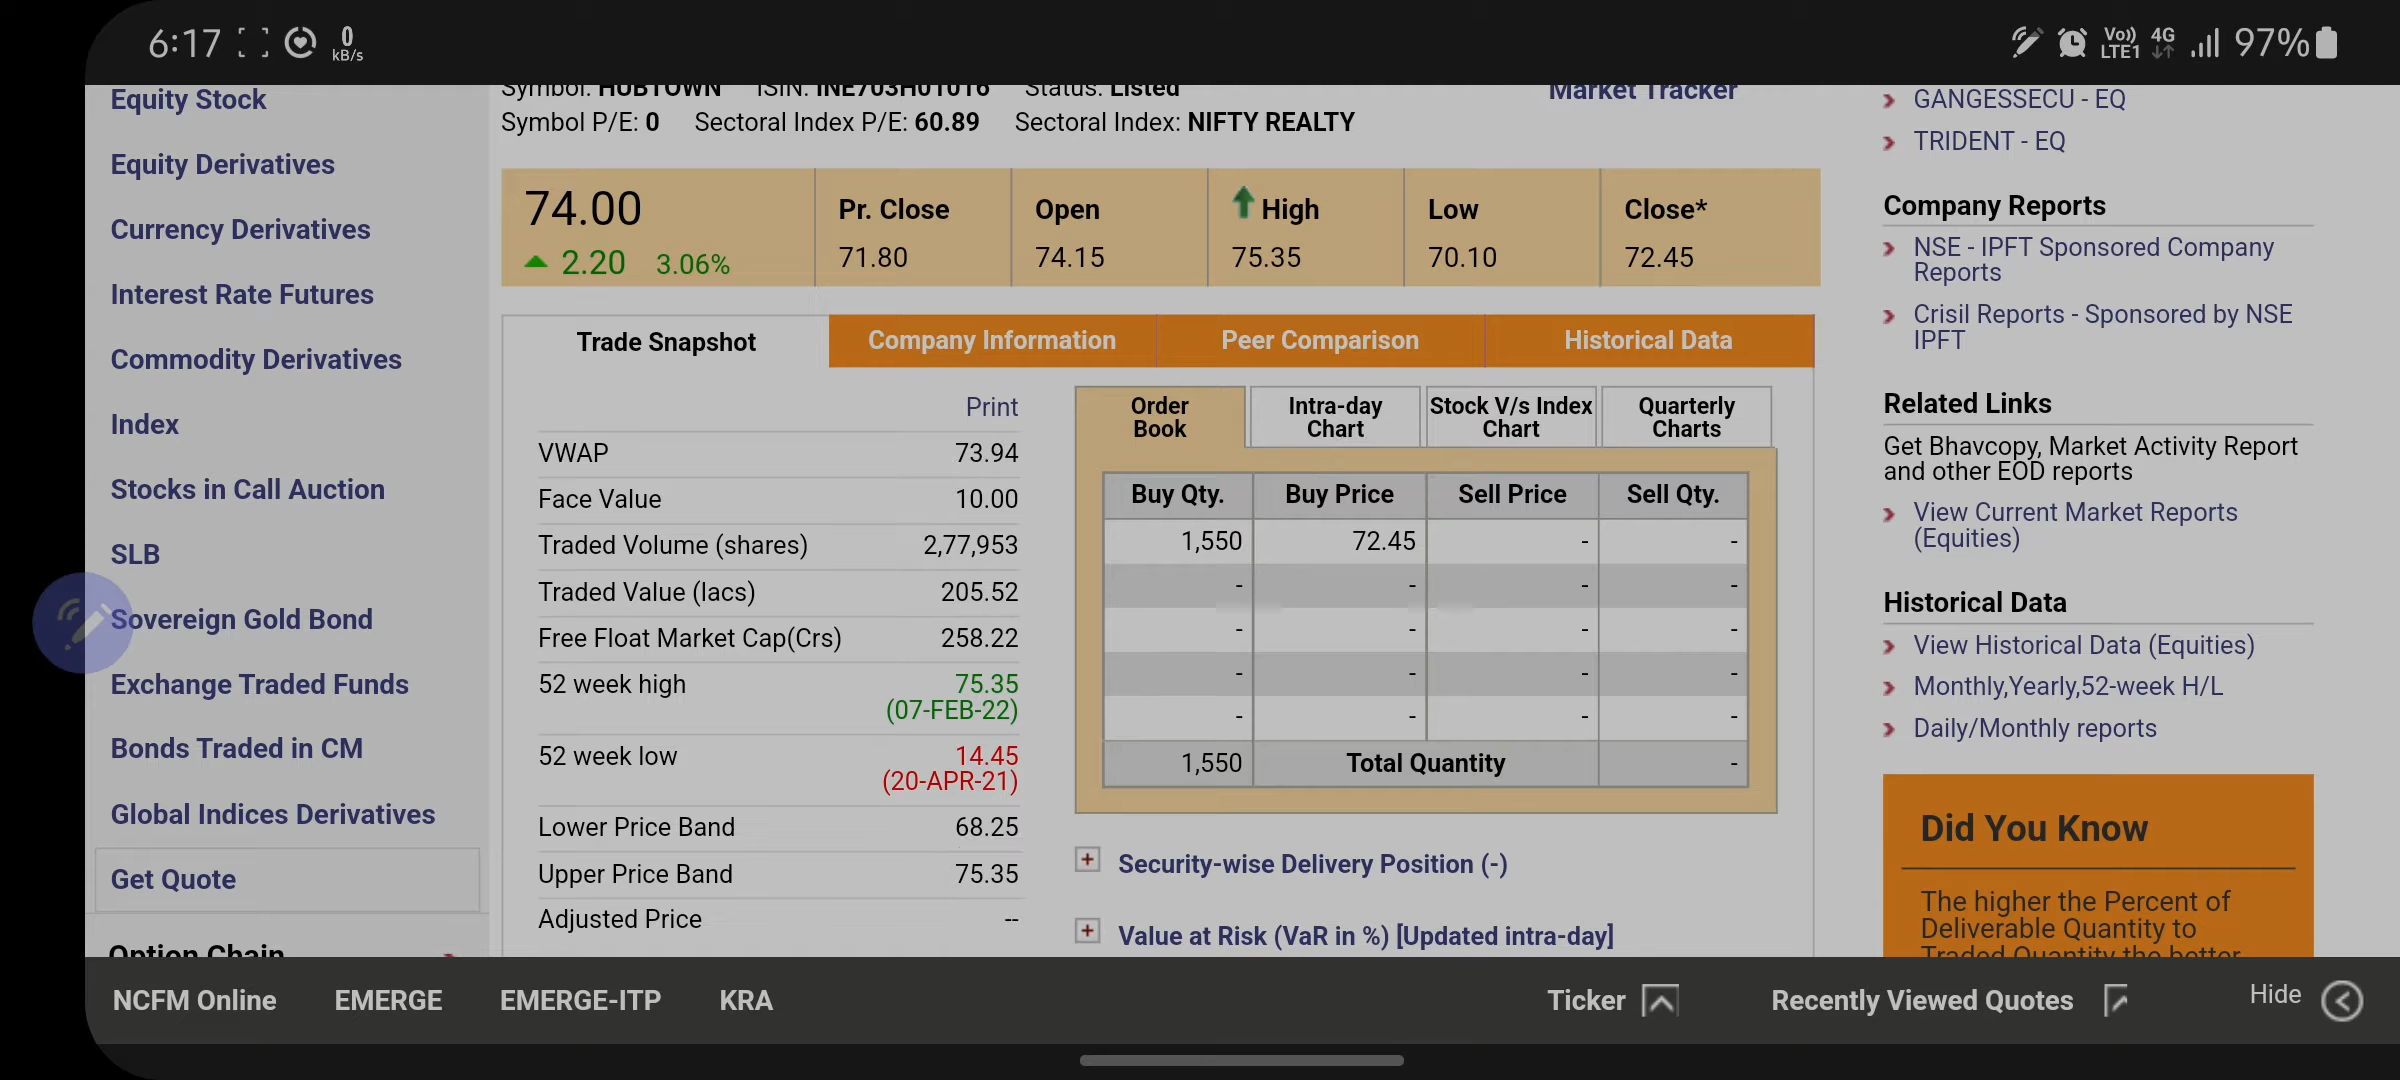 6:17
0
kB/s
Vo))
LTE1
4G
97%
Equity Stock
Equity Derivatives
Currency Derivatives
Interest Rate Futures
Commodity Derivatives
Index
Stocks in Call Auction
SLB
Sovereign Gold Bond
Exchange Traded Funds
Bonds Traded in CM
Global Indices Derivatives
Get Quote
Option Chain
Symbol: HUBTOWN ISIN: INE703H01016 Status: Listed
Market Tracker
Symbol P/E: 0 Sectoral Index P/E: 60.89 Sectoral Index: NIFTY REALTY
74.00 Pr. Close Open High Low Close*
2.20 3.06% 71.80 74.15 75.35 70.10 72.45
Trade Snapshot Company Information Peer Comparison Historical Data
Print
VWAP 73.94
Face Value 10.00
Traded Volume (shares) 2,77,953
Traded Value (lacs) 205.52
Free Float Market Cap(Crs) 258.22
52 week high 75.35
(07-FEB-22)
52 week low 14.45
(20-APR-21)
Lower Price Band 68.25
Upper Price Band 75.35
Adjusted Price --
Order Book
Intra-day Chart
Stock V/s Index Chart
Quarterly Charts
Buy Qty. Buy Price Sell Price Sell Qty.
1,550 72.45 - -
- - - -
- - - -
- - - -
- - - -
1,550 Total Quantity -
Security-wise Delivery Position (-)
Value at Risk (VaR in %) [Updated intra-day]
GANGESSECU - EQ
TRIDENT - EQ
Company Reports
NSE - IPFT Sponsored Company
Reports
Crisil Reports - Sponsored by NSE
IPFT
Related Links
Get Bhavcopy, Market Activity Report
and other EOD reports
View Current Market Reports
(Equities)
Historical Data
View Historical Data (Equities)
Monthly,Yearly,52-week H/L
Daily/Monthly reports
Did You Know
The higher the Percent of
Deliverable Quantity to
Traded Quantity the better
NCFM Online EMERGE EMERGE-ITP KRA Ticker Recently Viewed Quotes Hide